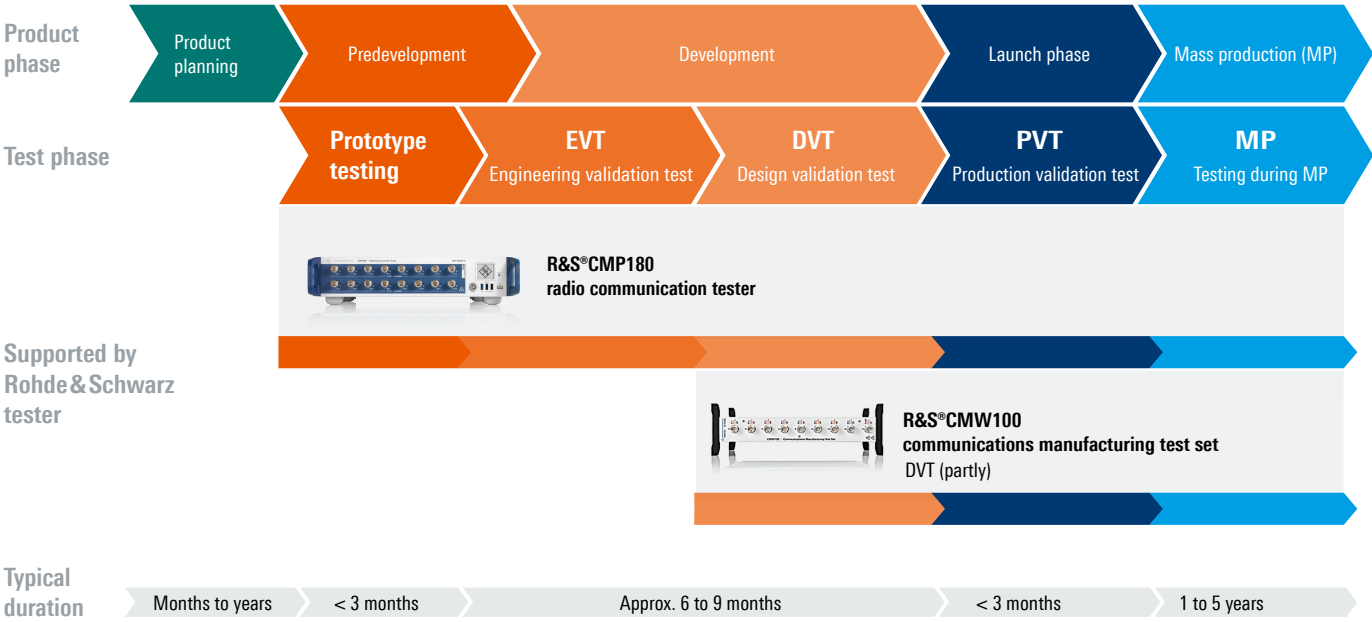 Product
phase
Product
planning
Predevelopment
Development
Launch phase
Mass production (MP)
Test phase
Prototype
testing
EVT
Engineering validation test
DVT
Design validation test
PVT
Production validation test
MP
Testing during MP
R&S®CMP180
radio communication tester
Supported by
Rohde & Schwarz
tester
R&S®CMW100
communications manufacturing test set
DVT (partly)
Typical
duration
Months to years
< 3 months
Approx. 6 to 9 months
< 3 months
1 to 5 years